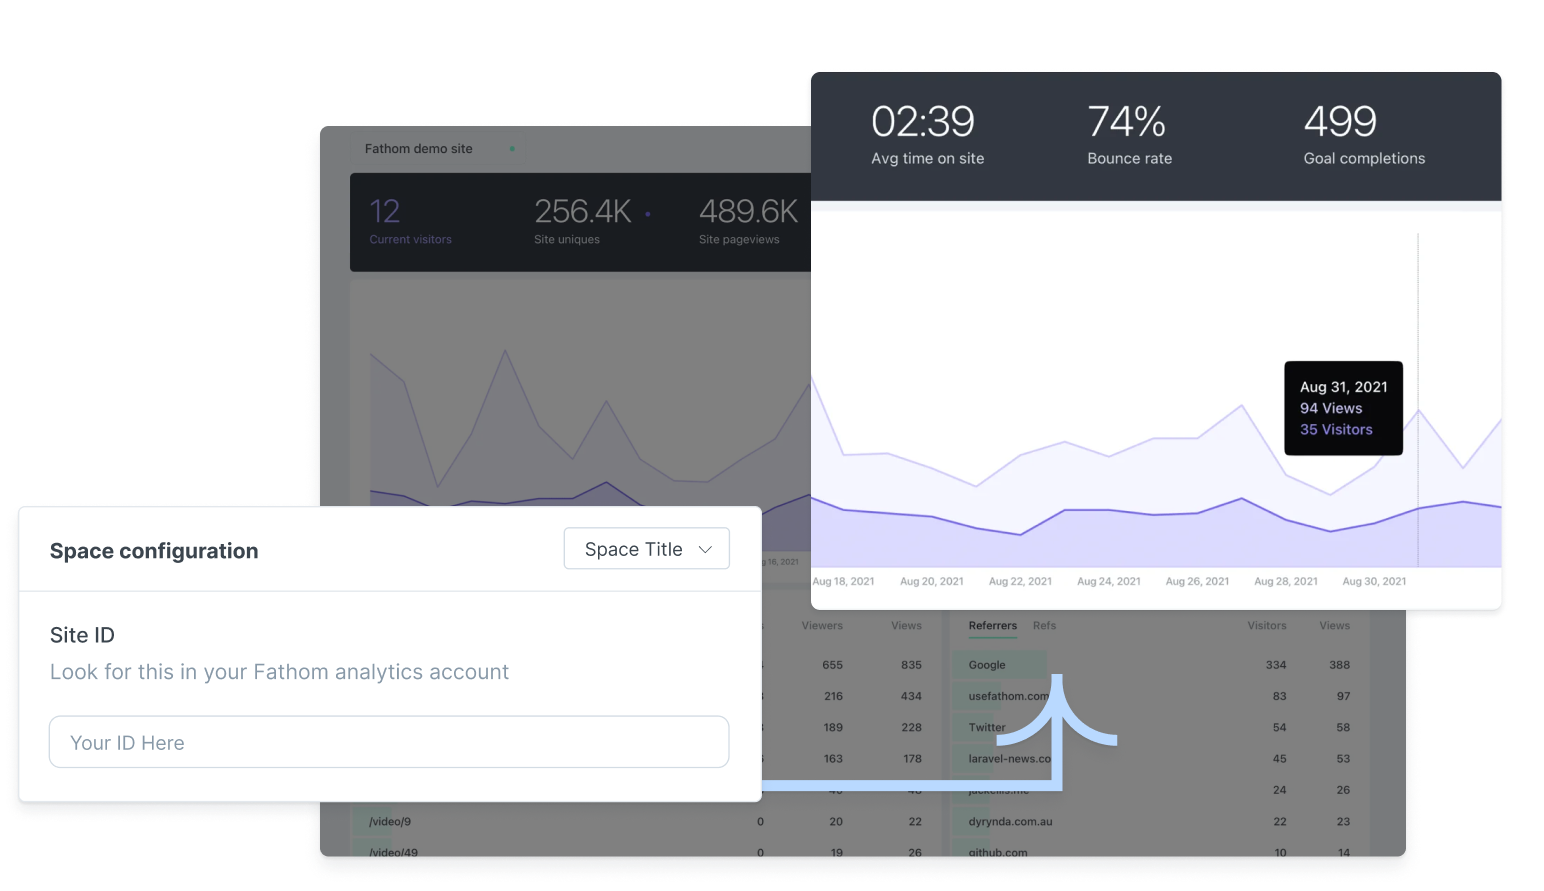 02:39 74% 499
Avg time on site Bounce rate Goal completions
Fathom demo site
12 256.4K 489.6K
Current visitors Site uniques Site pageviews
Aug 31, 2021
94 Views
35 Visitors
16, 2021
Aug 18, 2021 Aug 20, 2021 Aug 22, 2021 Aug 24, 2021 Aug 26, 2021 Aug 28, 2021 Aug 30, 2021
Space configuration Space Title
Site ID
Look for this in your Fathom analytics account
Your ID Here
Viewers Views
655 835
216 434
189 228
163 178
/video/9 0 20 22
/video/49 0 19 26
Referrers Refs Visitors Views
Google 334 388
usefathom.com 83 97
Twitter 54 58
laravel-news.co 45 53
jackellis.me 24 26
dyrynda.com.au 22 23
github.com 10 14